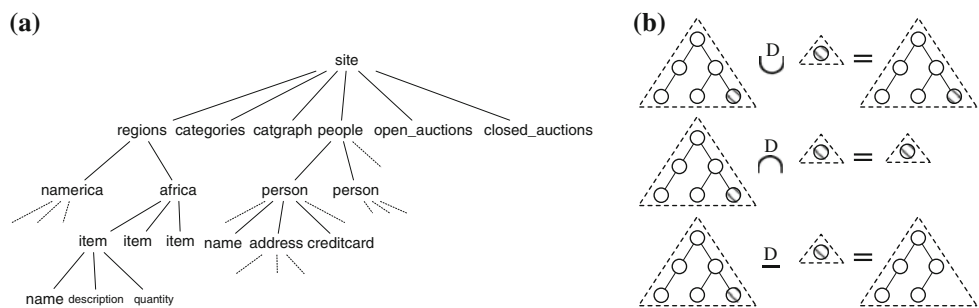 (a)
site
regions categories catgraph people open_auctions closed_auctions
namerica africa person person
item item item name address creditcard
name description quantity
(b)
D
∪ =
D
∩ =
D
− =